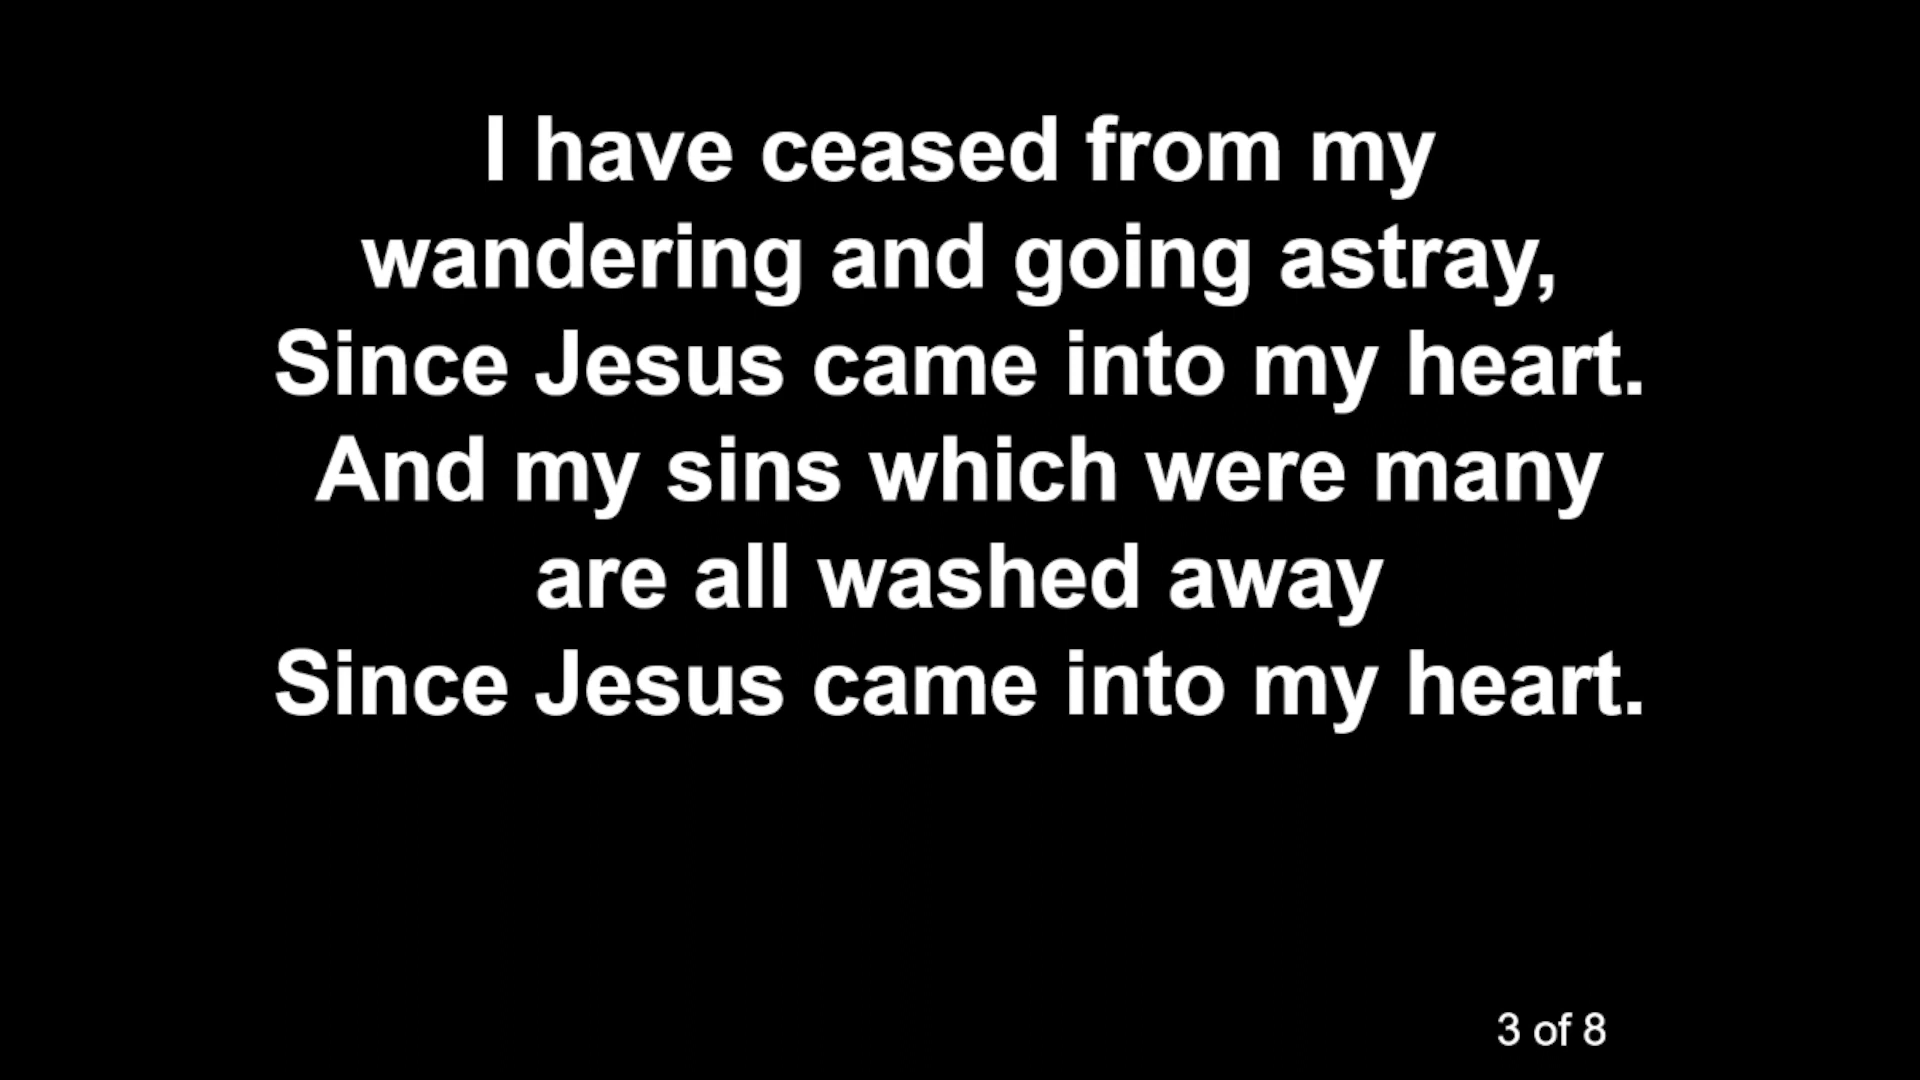 I have ceased from my
wandering and going astray,
Since Jesus came into my heart.
And my sins which were many
are all washed away
Since Jesus came into my heart.
3 of 8